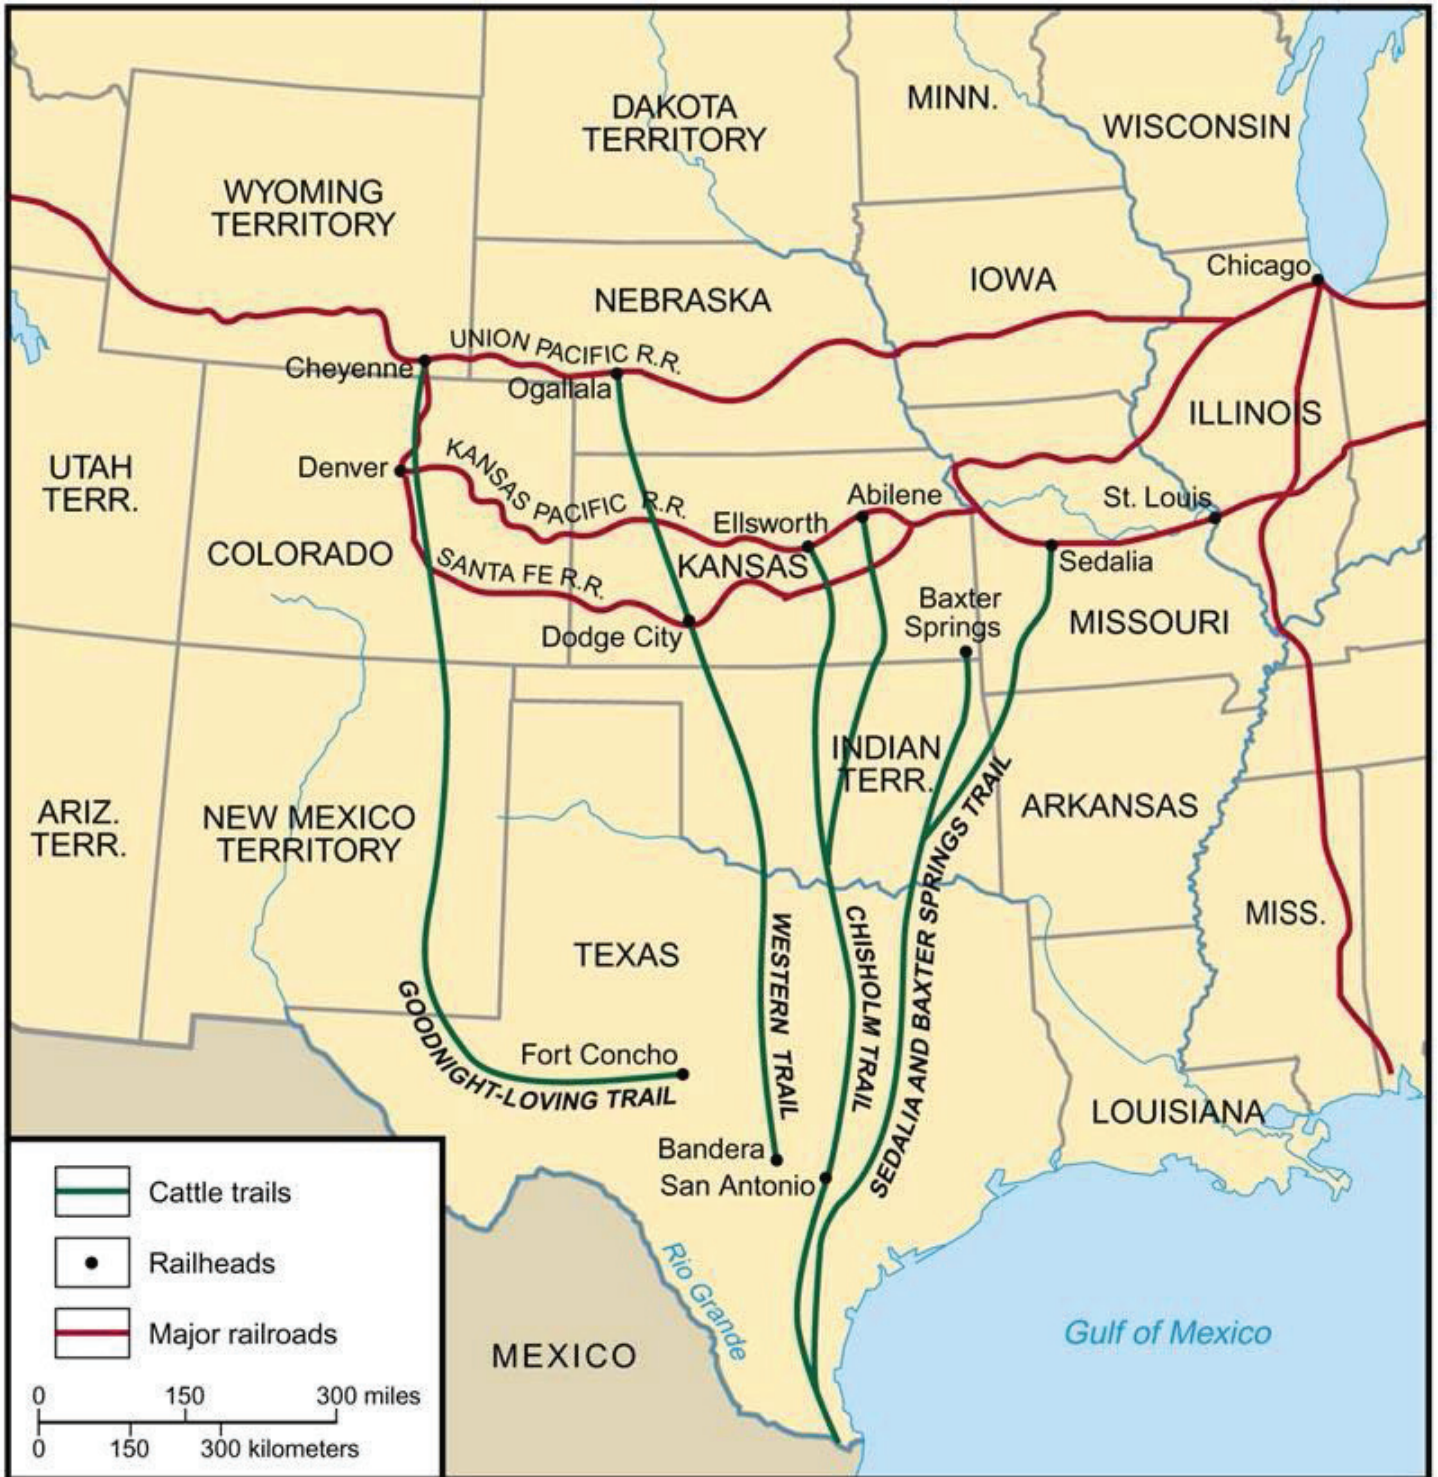 DAKOTA
TERRITORY
MINN.
WISCONSIN
WYOMING
TERRITORY
Chicago
IOWA
NEBRASKA
UNION PACIFIC R.R.
Cheyenne
Ogallala
ILLINOIS
UTAH
TERR.
Denver
KANSAS PACIFIC R.R.
Abilene
St. Louis
Ellsworth
COLORADO
SANTA FE R.R.
KANSAS
Sedalia
Baxter
Springs
MISSOURI
Dodge City
INDIAN
TERR.
ARIZ.
TERR.
NEW MEXICO
TERRITORY
ARKANSAS
MISS.
TEXAS
WESTERN TRAIL
CHISHOLM TRAIL
SEDALIA AND BAXTER SPRINGS TRAIL
GOODNIGHT-LOVING TRAIL
Fort Concho
LOUISIANA
Bandera
San Antonio
Rio Grande
MEXICO
Gulf of Mexico
Cattle trails
Railheads
Major railroads
0 150 300 miles
0 150 300 kilometers